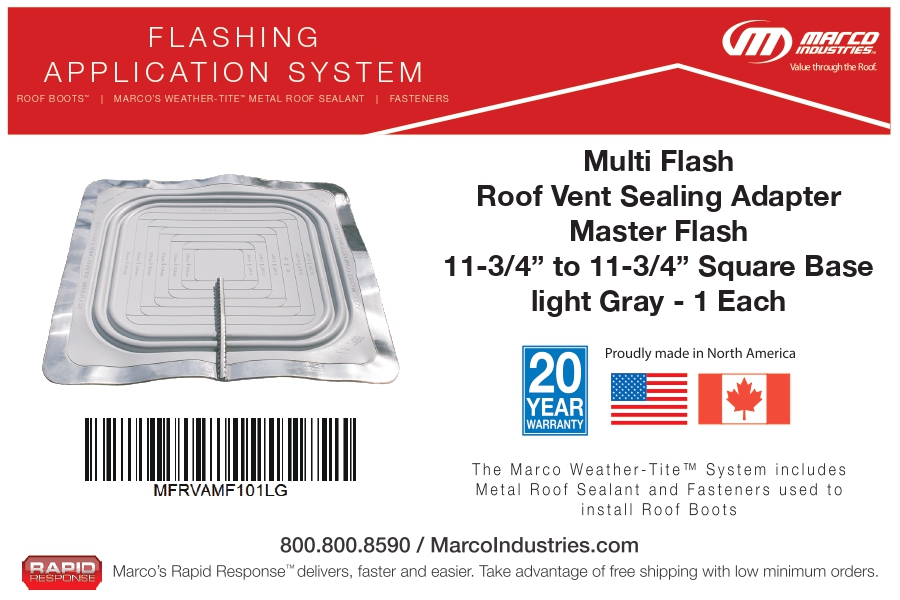 FLASHING
APPLICATION SYSTEM
ROOF BOOTS™ | MARCO'S WEATHER-TITE™ METAL ROOF SEALANT | FASTENERS
MARCO
INDUSTRIES™
Value through the Roof.
Multi Flash
Roof Vent Sealing Adapter
Master Flash
11-3/4” to 11-3/4” Square Base
light Gray - 1 Each
20
YEAR
WARRANTY
Proudly made in North America
MFRVAMF101LG
The Marco Weather-Tite™ System includes
Metal Roof Sealant and Fasteners used to
install Roof Boots
800.800.8590 / MarcoIndustries.com
RAPID
RESPONSE
Marco’s Rapid Response™ delivers, faster and easier. Take advantage of free shipping with low minimum orders.